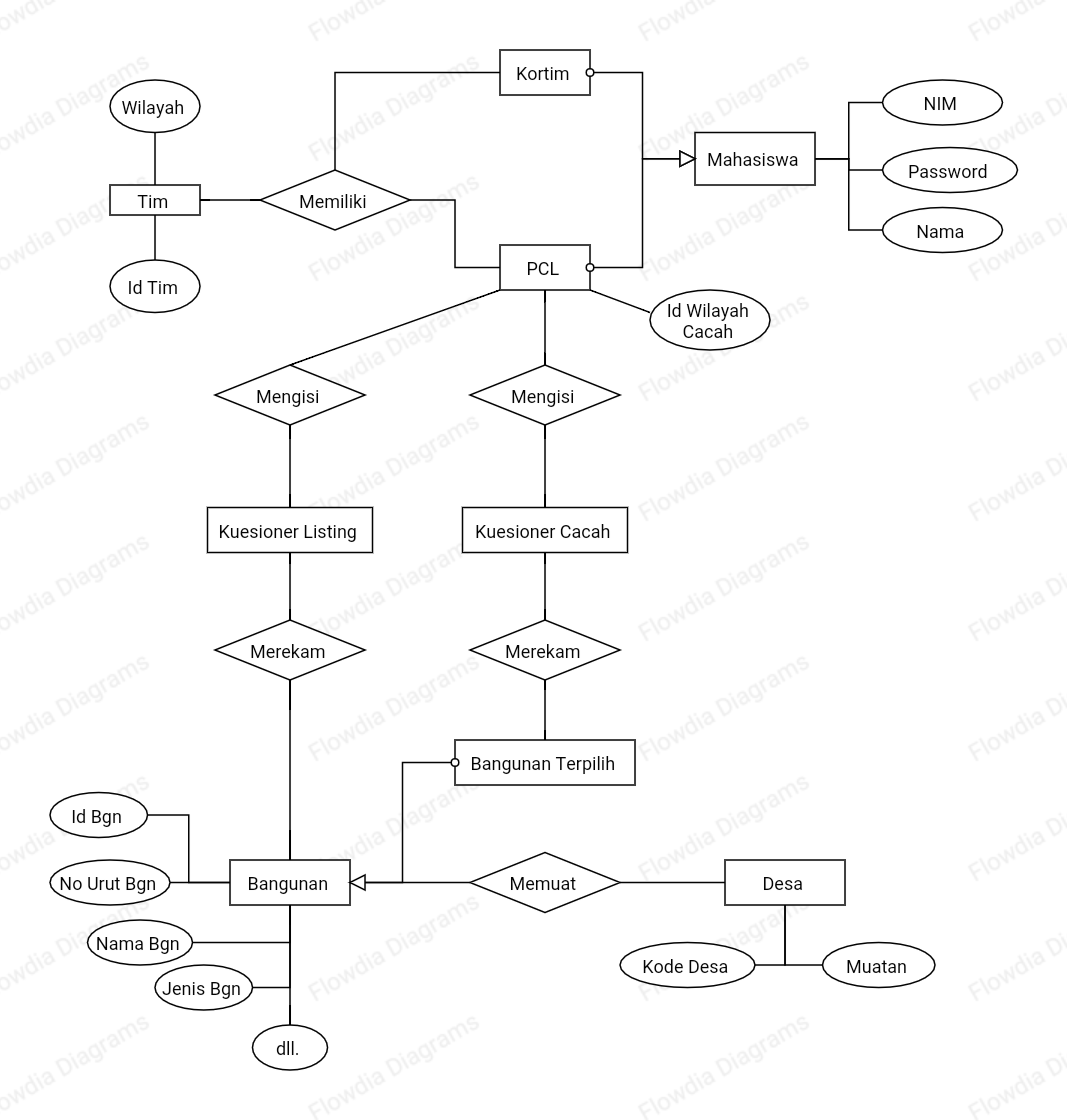 Kortim
Wilayah
NIM
Mahasiswa
Password
Tim
Memiliki
Nama
PCL
Id Tim
Id Wilayah
Cacah
Mengisi
Mengisi
Kuesioner Listing
Kuesioner Cacah
Merekam
Merekam
Bangunan Terpilih
Id Bgn
No Urut Bgn
Bangunan
Memuat
Desa
Nama Bgn
Kode Desa
Muatan
Jenis Bgn
dll.
Flowdia Diagrams